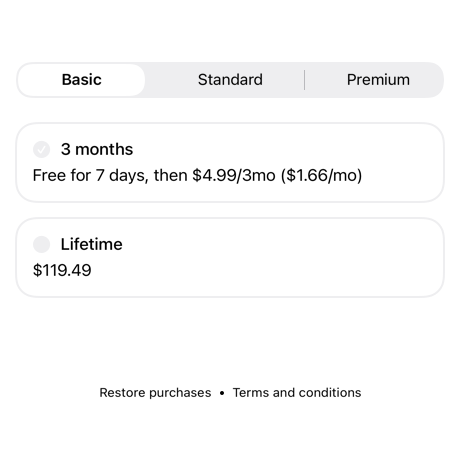 Basic Standard Premium
3 months
Free for 7 days, then $4.99/3mo ($1.66/mo)
Lifetime
$119.49
Restore purchases • Terms and conditions